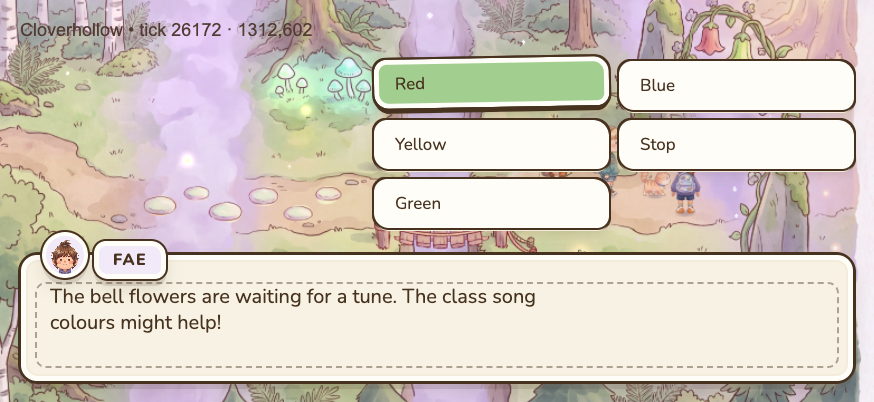 Cloverhollow • tick 26172 · 1312,602
Red
Blue
Yellow
Stop
Green
FAE
The bell flowers are waiting for a tune. The class song
colours might help!